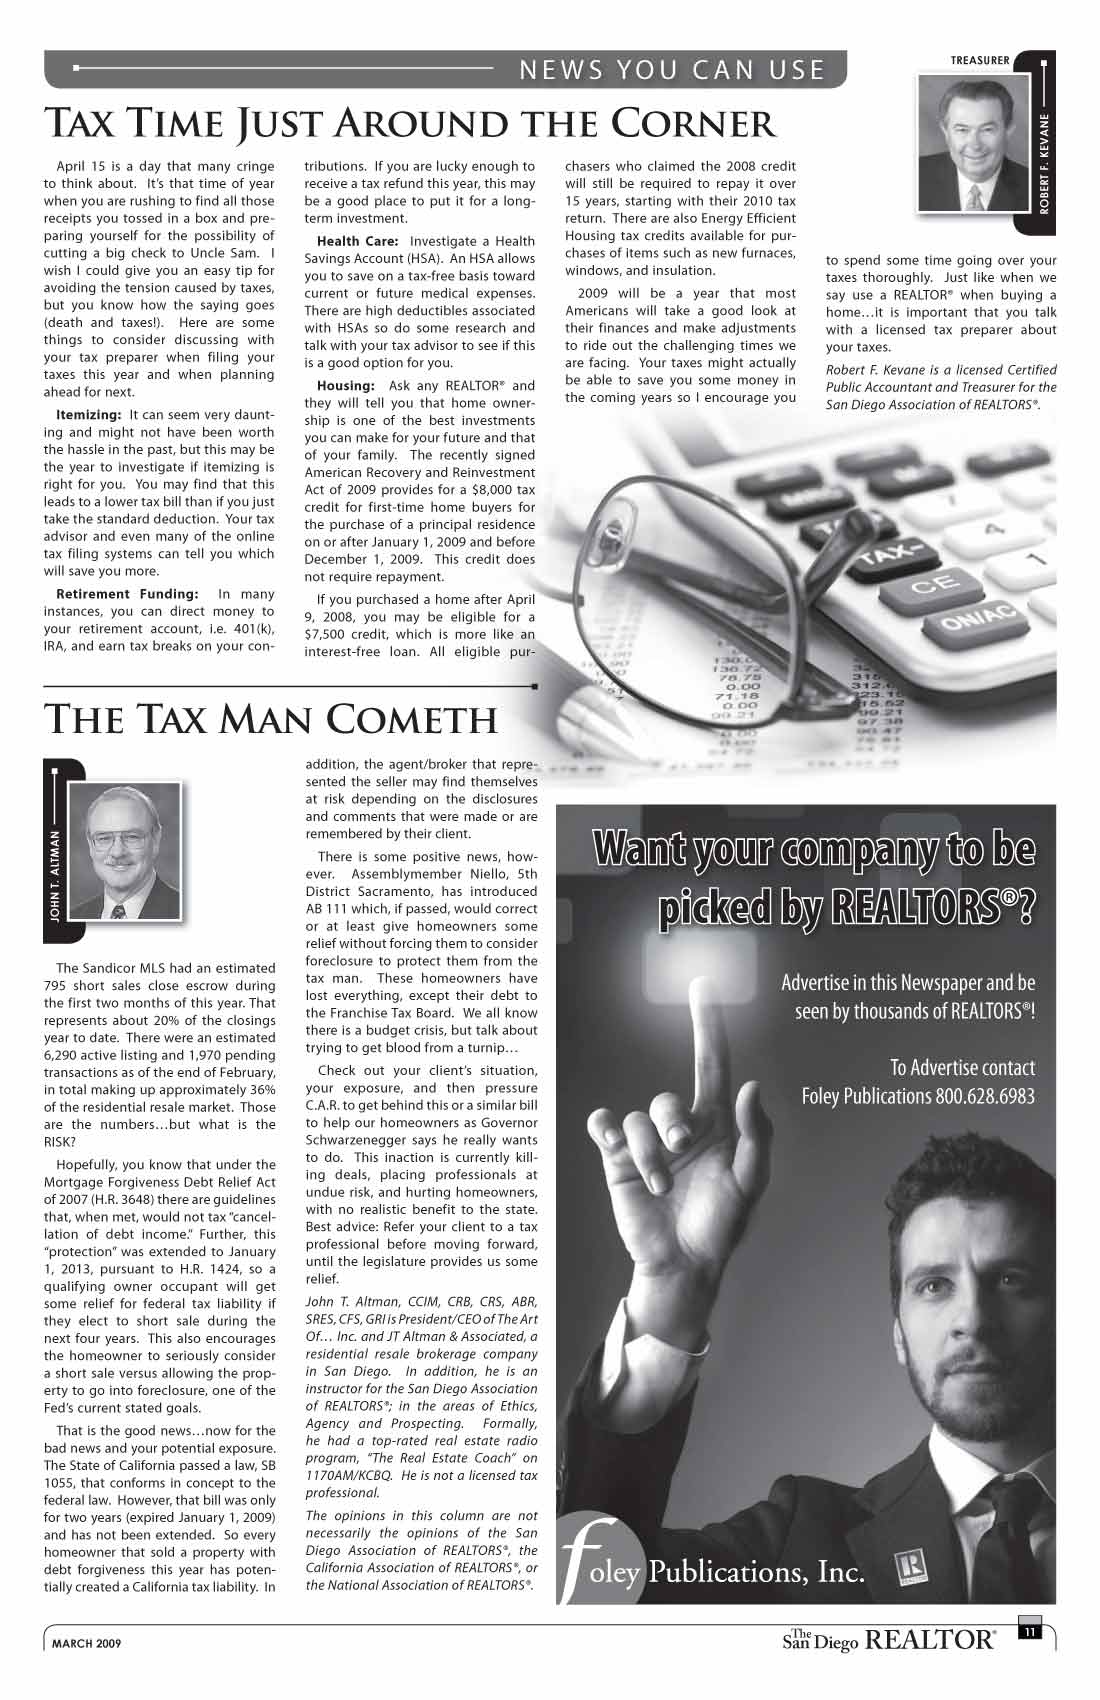 NEWS YOU CAN USE
TREASURER
ROBERT F. KEVANE
TAX TIME JUST AROUND THE CORNER
April 15 is a day that many cringe
to think about. It's that time of year
when you are rushing to find all those
receipts you tossed in a box and pre-
paring yourself for the possibility of
cutting a big check to Uncle Sam. I
wish I could give you an easy tip for
avoiding the tension caused by taxes,
but you know how the saying goes
(death and taxes!). Here are some
things to consider discussing with
your tax preparer when filing your
taxes this year and when planning
ahead for next.
Itemizing: It can seem very daunt-
ing and might not have been worth
the hassle in the past, but this may be
the year to investigate if itemizing is
right for you. You may find that this
leads to a lower tax bill than if you just
take the standard deduction. Your tax
advisor and even many of the online
tax filing systems can tell you which
will save you more.
Retirement Funding: In many
instances, you can direct money to
your retirement account, i.e. 401(k),
IRA, and earn tax breaks on your con-
tributions. If you are lucky enough to
receive a tax refund this year, this may
be a good place to put it for a long-
term investment.
Health Care: Investigate a Health
Savings Account (HSA). An HSA allows
you to save on a tax-free basis toward
current or future medical expenses.
There are high deductibles associated
with HSAs so do some research and
talk with your tax advisor to see if this
is a good option for you.
Housing: Ask any REALTOR® and
they will tell you that home owner-
ship is one of the best investments
you can make for your future and that
of your family. The recently signed
American Recovery and Reinvestment
Act of 2009 provides for a $8,000 tax
credit for first-time home buyers for
the purchase of a principal residence
on or after January 1, 2009 and before
December 1, 2009. This credit does
not require repayment.
If you purchased a home after April
9, 2008, you may be eligible for a
$7,500 credit, which is more like an
interest-free loan. All eligible pur-
chasers who claimed the 2008 credit
will still be required to repay it over
15 years, starting with their 2010 tax
return. There are also Energy Efficient
Housing tax credits available for pur-
chases of items such as new furnaces,
windows, and insulation.
2009 will be a year that most
Americans will take a good look at
their finances and make adjustments
to ride out the challenging times we
are facing. Your taxes might actually
be able to save you some money in
the coming years so I encourage you
to spend some time going over your
taxes thoroughly. Just like when we
say use a REALTOR® when buying a
home…it is important that you talk
with a licensed tax preparer about
your taxes.
Robert F. Kevane is a licensed Certified
Public Accountant and Treasurer for the
San Diego Association of REALTORS®.
TAX-
CE
ON/AC
4
1
136.72
78.75
0.00
71.18
0.00
99.21
99.21
97.38
90.47
THE TAX MAN COMETH
JOHN T. ALTMAN
The Sandicor MLS had an estimated
795 short sales close escrow during
the first two months of this year. That
represents about 20% of the closings
year to date. There were an estimated
6,290 active listing and 1,970 pending
transactions as of the end of February,
in total making up approximately 36%
of the residential resale market. Those
are the numbers…but what is the
RISK?
Hopefully, you know that under the
Mortgage Forgiveness Debt Relief Act
of 2007 (H.R. 3648) there are guidelines
that, when met, would not tax "cancel-
lation of debt income." Further, this
"protection" was extended to January
1, 2013, pursuant to H.R. 1424, so a
qualifying owner occupant will get
some relief for federal tax liability if
they elect to short sale during the
next four years. This also encourages
the homeowner to seriously consider
a short sale versus allowing the prop-
erty to go into foreclosure, one of the
Fed's current stated goals.
That is the good news…now for the
bad news and your potential exposure.
The State of California passed a law, SB
1055, that conforms in concept to the
federal law. However, that bill was only
for two years (expired January 1, 2009)
and has not been extended. So every
homeowner that sold a property with
debt forgiveness this year has poten-
tially created a California tax liability. In
addition, the agent/broker that repre-
sented the seller may find themselves
at risk depending on the disclosures
and comments that were made or are
remembered by their client.
There is some positive news, how-
ever. Assemblymember Niello, 5th
District Sacramento, has introduced
AB 111 which, if passed, would correct
or at least give homeowners some
relief without forcing them to consider
foreclosure to protect them from the
tax man. These homeowners have
lost everything, except their debt to
the Franchise Tax Board. We all know
there is a budget crisis, but talk about
trying to get blood from a turnip…
Check out your client's situation,
your exposure, and then pressure
C.A.R. to get behind this or a similar bill
to help our homeowners as Governor
Schwarzenegger says he really wants
to do. This inaction is currently kill-
ing deals, placing professionals at
undue risk, and hurting homeowners,
with no realistic benefit to the state.
Best advice: Refer your client to a tax
professional before moving forward,
until the legislature provides us some
relief.
John T. Altman, CCIM, CRB, CRS, ABR,
SRES, CFS, GRI is President/CEO of The Art
Of… Inc. and JT Altman & Associated, a
residential resale brokerage company
in San Diego. In addition, he is an
instructor for the San Diego Association
of REALTORS®; in the areas of Ethics,
Agency and Prospecting. Formally,
he had a top-rated real estate radio
program, "The Real Estate Coach" on
1170AM/KCBQ. He is not a licensed tax
professional.
The opinions in this column are not
necessarily the opinions of the San
Diego Association of REALTORS®, the
California Association of REALTORS®, or
the National Association of REALTORS®.
Want your company to be
picked by REALTORS®?
Advertise in this Newspaper and be
seen by thousands of REALTORS®!
To Advertise contact
Foley Publications 800.628.6983
R
REALTOR
foley Publications, Inc.
MARCH 2009
The San Diego REALTOR®
11